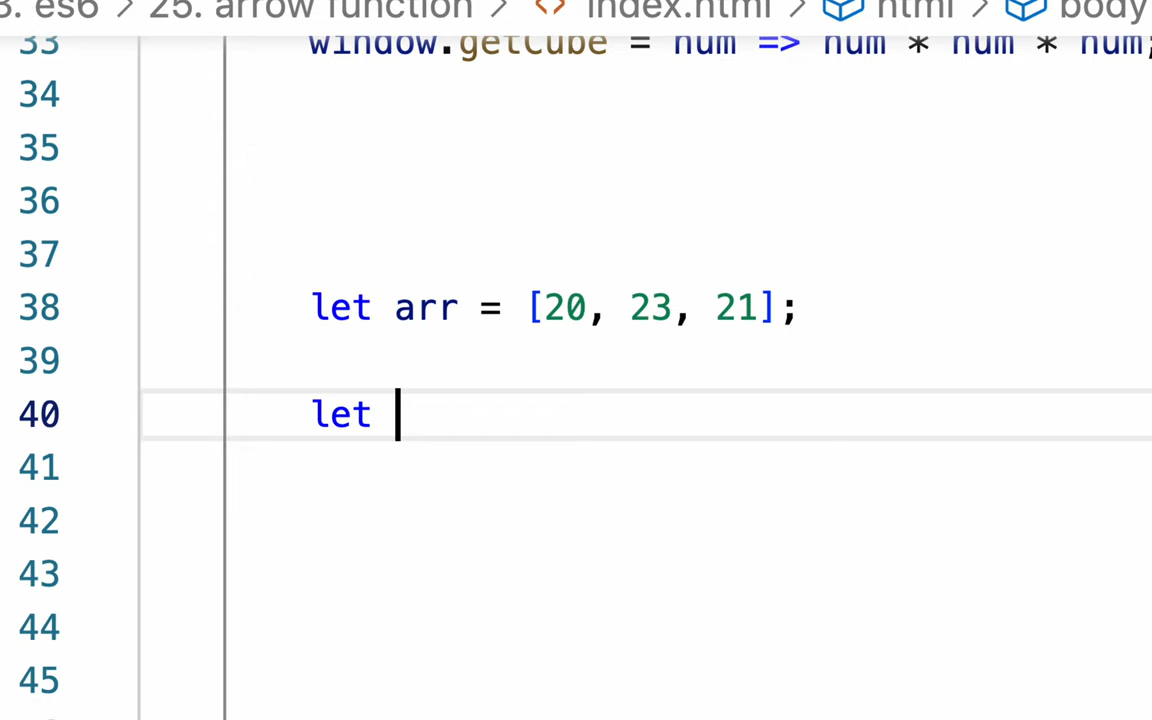 3. es6 > 25. arrow function > <> index.html > html > body
33 window.getCube = num => num * num * num;
34
35
36
37
38 let arr = [20, 23, 21];
39
40 let
41
42
43
44
45